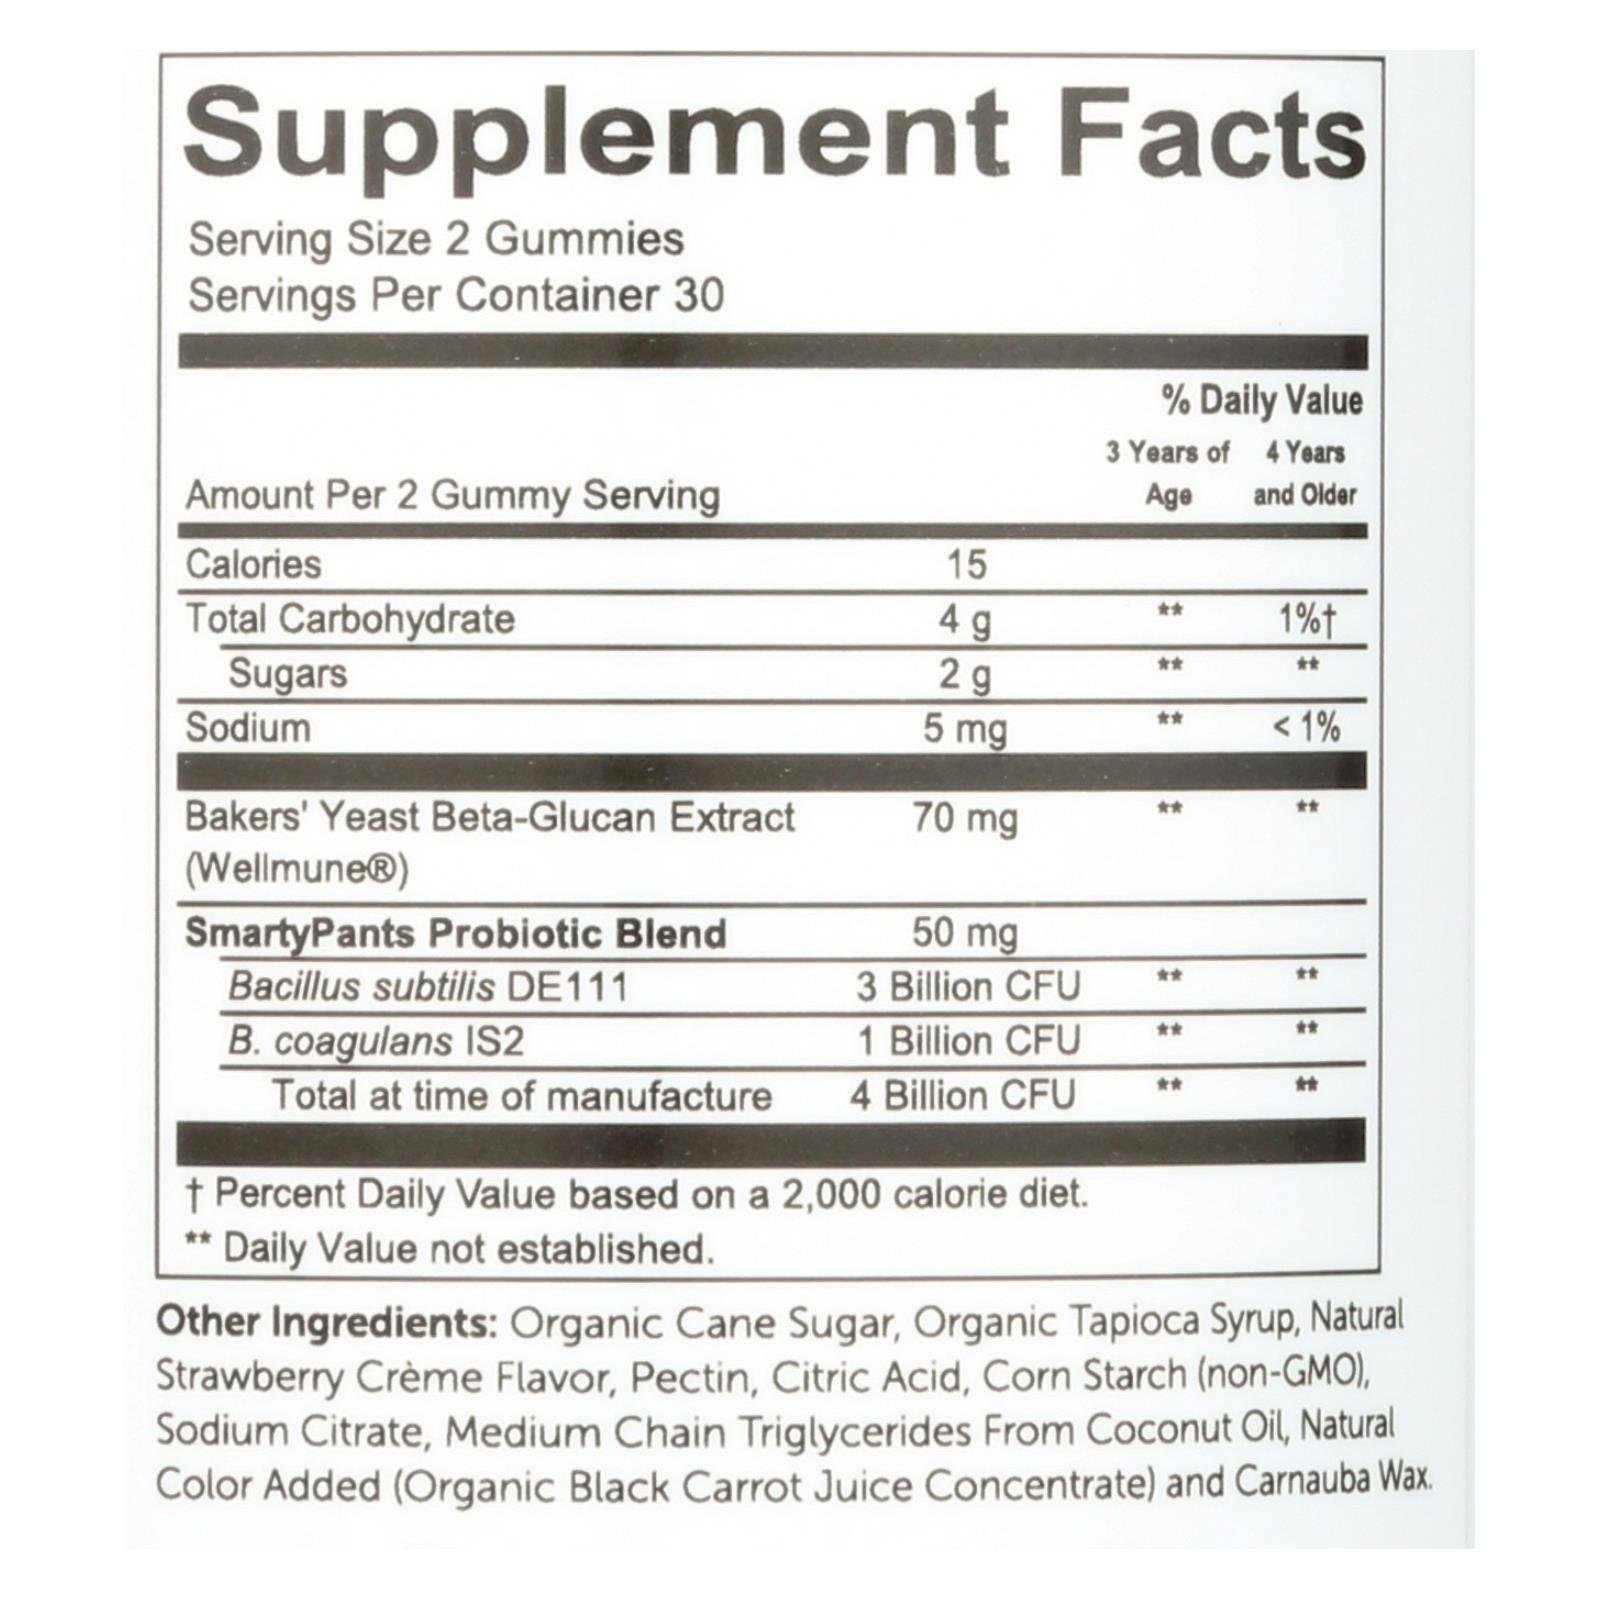 Supplement Facts
Serving Size 2 Gummies
Servings Per Container 30
% Daily Value
3 Years of Age 4 Years and Older
Amount Per 2 Gummy Serving
Calories 15
Total Carbohydrate 4 g ** 1%†
Sugars 2 g ** **
Sodium 5 mg ** < 1%
Bakers' Yeast Beta-Glucan Extract 70 mg ** **
(Wellmune®)
SmartyPants Probiotic Blend 50 mg
Bacillus subtilis DE111 3 Billion CFU ** **
B. coagulans IS2 1 Billion CFU ** **
Total at time of manufacture 4 Billion CFU ** **
† Percent Daily Value based on a 2,000 calorie diet.
** Daily Value not established.
Other Ingredients: Organic Cane Sugar, Organic Tapioca Syrup, Natural
Strawberry Crème Flavor, Pectin, Citric Acid, Corn Starch (non-GMO),
Sodium Citrate, Medium Chain Triglycerides From Coconut Oil, Natural
Color Added (Organic Black Carrot Juice Concentrate) and Carnauba Wax.